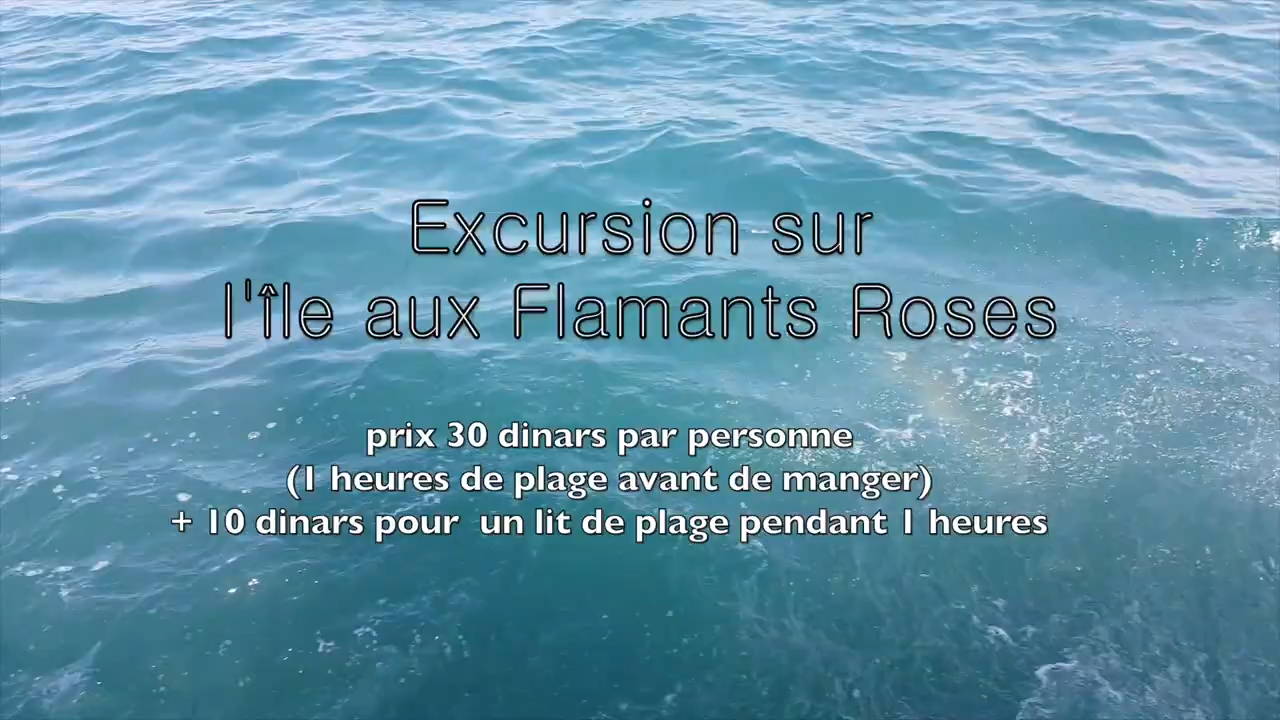 Excursion sur
l'île aux Flamants Roses
prix 30 dinars par personne
(1 heures de plage avant de manger)
+ 10 dinars pour  un lit de plage pendant 1 heures